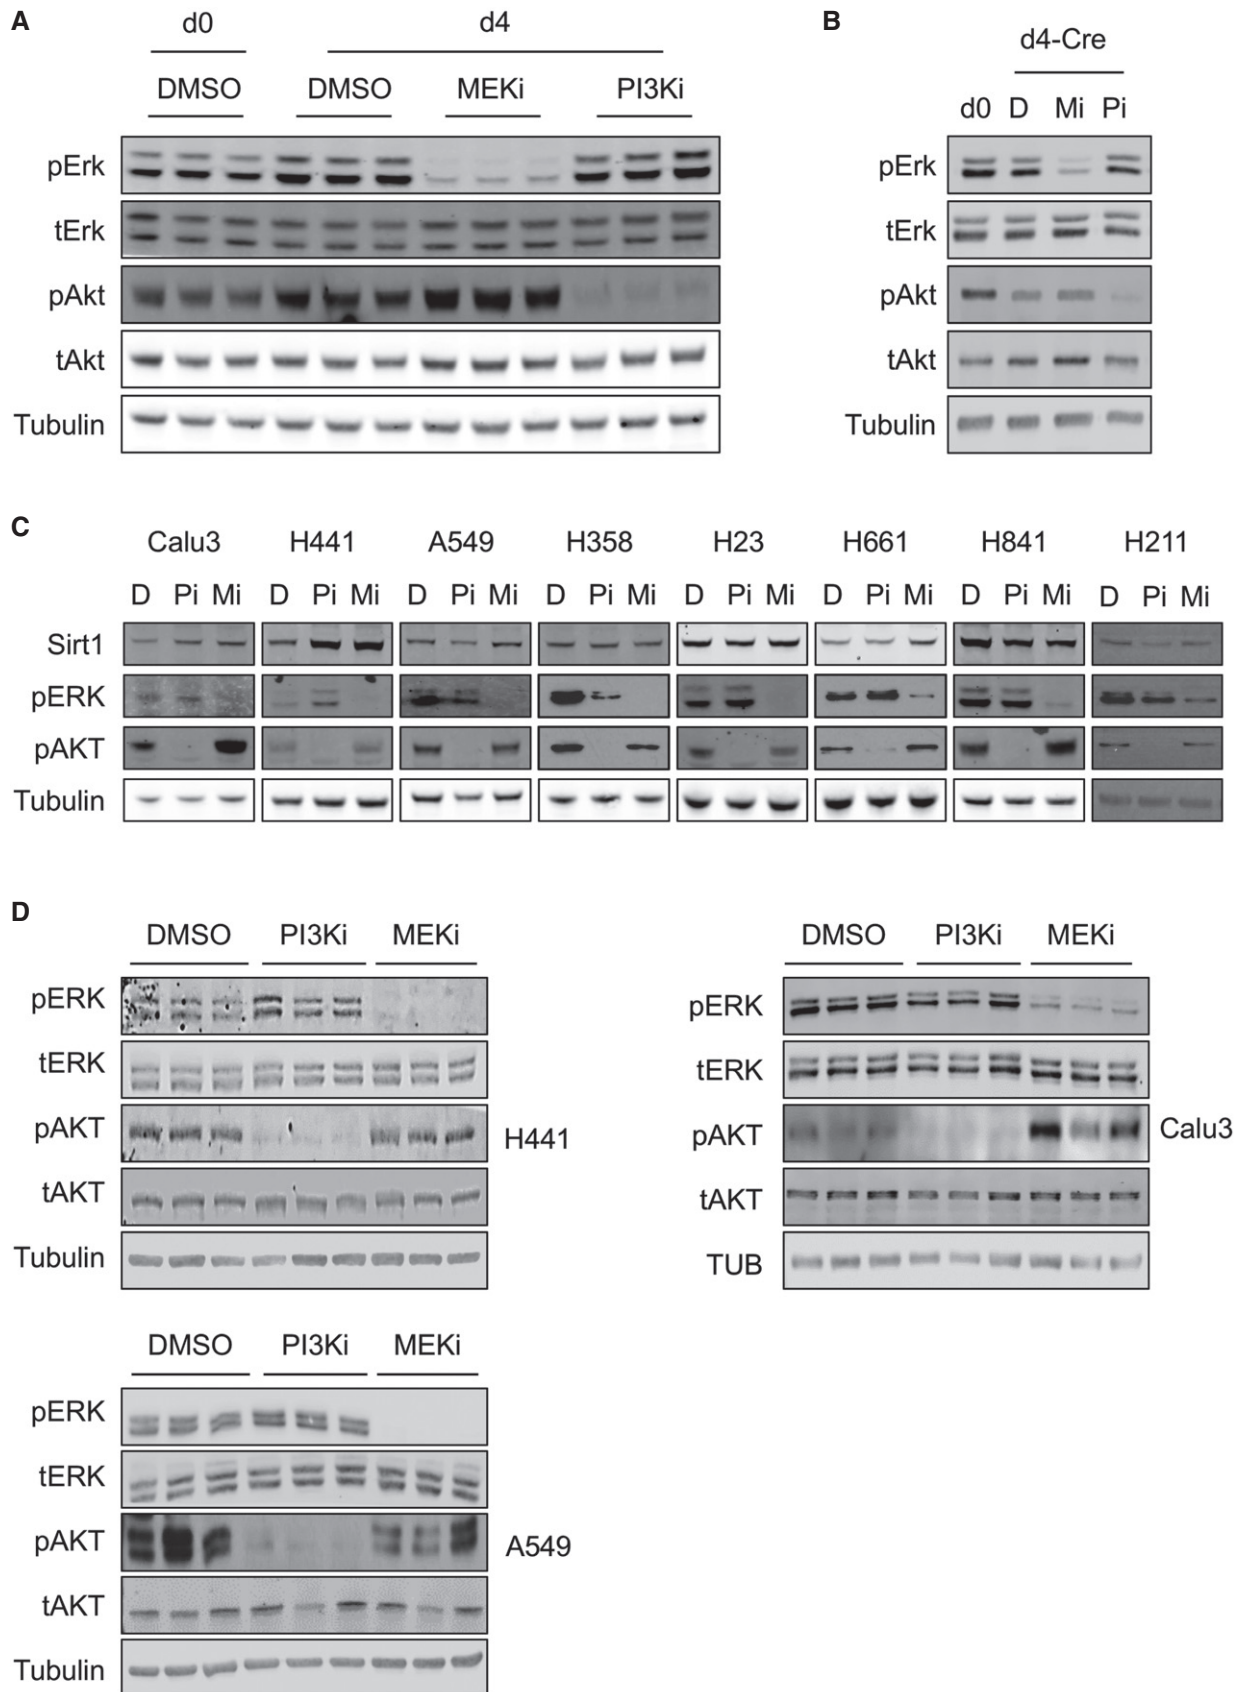 A
d0 d4
DMSO DMSO MEKi PI3Ki
pErk
tErk
pAkt
tAkt
Tubulin
B
d4-Cre
d0 D Mi Pi
pErk
tErk
pAkt
tAkt
Tubulin
C
Calu3 H441 A549 H358 H23 H661 H841 H211
D Pi Mi D Pi Mi D Pi Mi D Pi Mi D Pi Mi D Pi Mi D Pi Mi D Pi Mi
Sirt1
pERK
pAKT
Tubulin
D
DMSO PI3Ki MEKi
pERK
tERK
pAKT
H441
tAKT
Tubulin
DMSO PI3Ki MEKi
pERK
tERK
pAKT
Calu3
tAKT
TUB
DMSO PI3Ki MEKi
pERK
tERK
pAKT
A549
tAKT
Tubulin